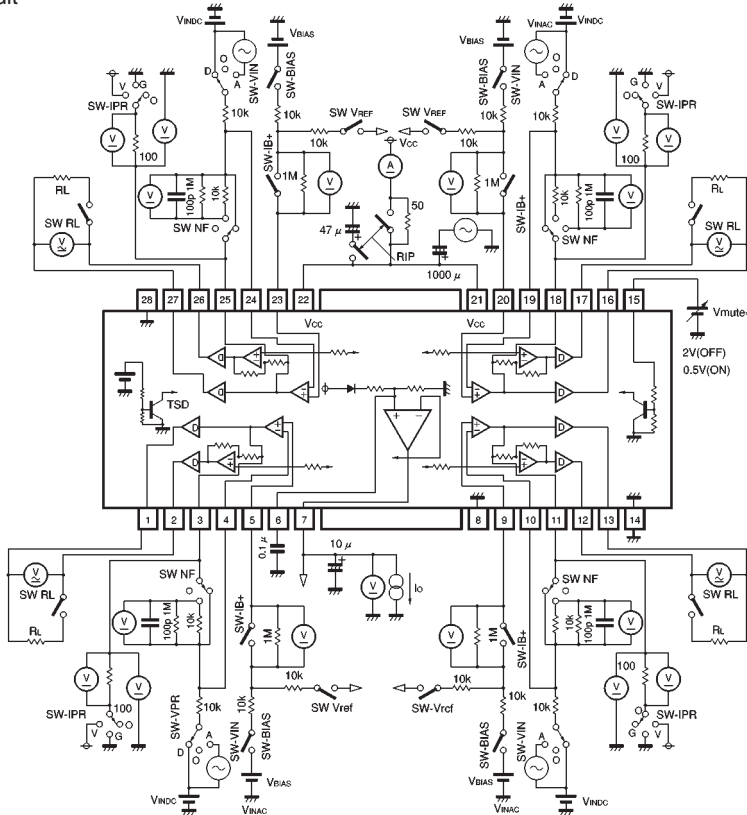 uit
VINDC
VBIAS
VBIAS
VINAC
VINDC
D
A
SW-VIN
SW-BIAS
SW-BIAS
SW-VIN
A
D
V
G
O
SW-IPR
V
G
O
SW-IPR
10k
10k
10k
SW VREF
SW VREF
10k
10k
10k
V
V
100
SW-IB+
VCC
A
V
V
100
RL
SW RL
V
V
100p
1M
10k
SW NF
1M
V
50
V
1M
SW-IB+
10k
1M
100p
V
SW NF
RL
SW RL
V
47 μ
RIP
1000 μ
28
27
26
25
24
23
22
21
20
19
18
17
16
15
Vmute
2V(OFF)
0.5V(ON)
VCC
VCC
D
D
TSD
D
D
D
D
D
D
1
2
3
4
5
6
7
8
9
10
11
12
13
14
0.1 μ
10 μ
V
Io
V
SW RL
RL
SW NF
V
100p
1M
10k
SW-IB+
1M
V
V
1M
SW-IB+
SW NF
10k
100p
1M
V
V
SW RL
RL
V
V
100
SW-IPR
V
G
O
SW-VPR
10k
10k
10k
SW Vref
SW-Vrcf
10k
10k
10k
100
V
V
SW-IPR
V
G
O
D
A
SW-VIN
SW-BIAS
SW-BIAS
SW-VIN
A
D
VBIAS
VBIAS
VINDC
VINAC
VINAC
VINDC